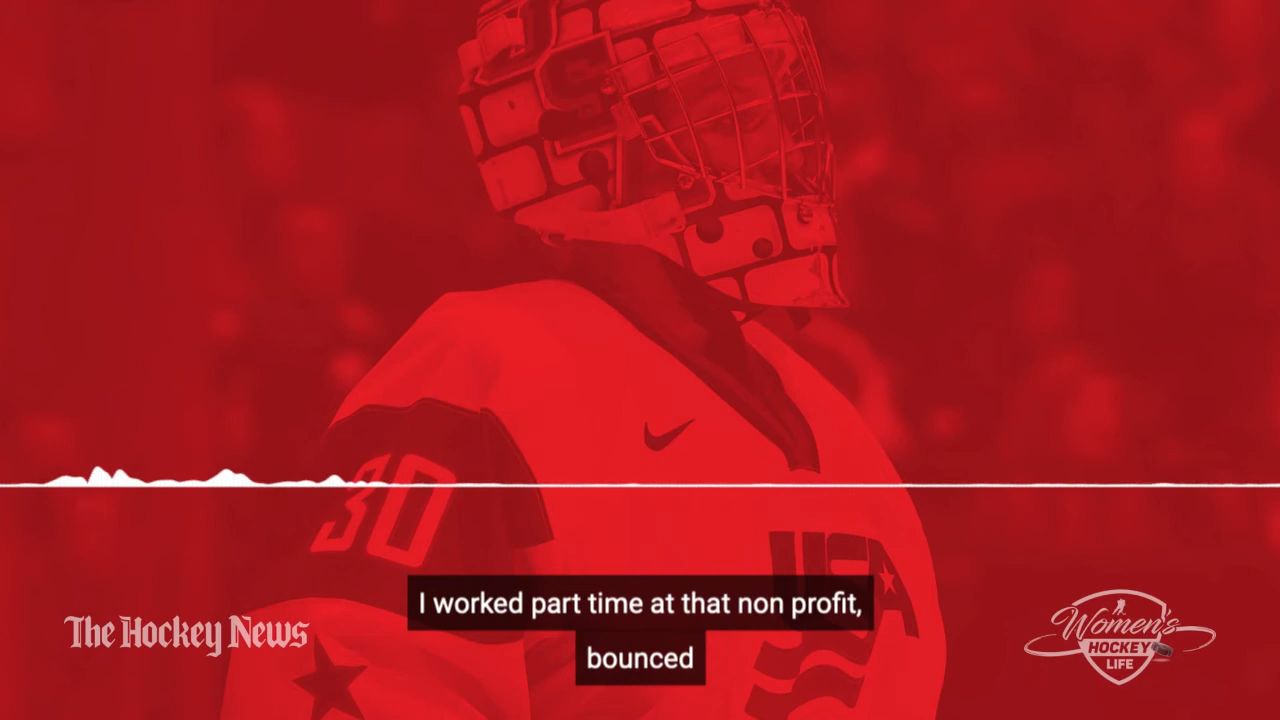 30
USA
I worked part time at that non profit,
bounced
The Hockey News
Women's
HOCKEY
LIFE